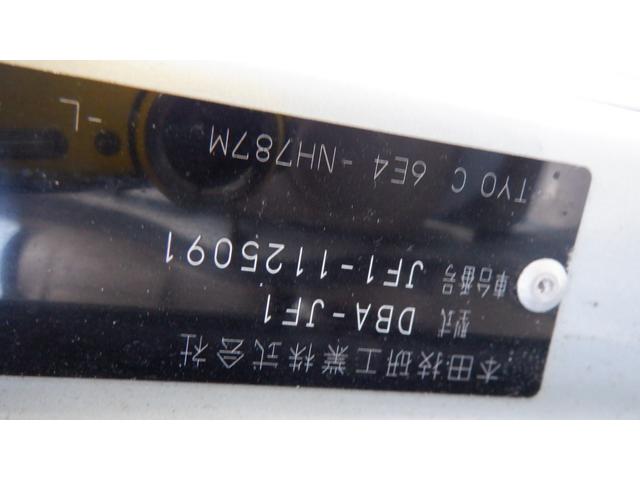 本田技研工業株式会社
型式 DBA-JF1
車台番号 JF1-1125091
TYO C 6E4-NH787M
-L